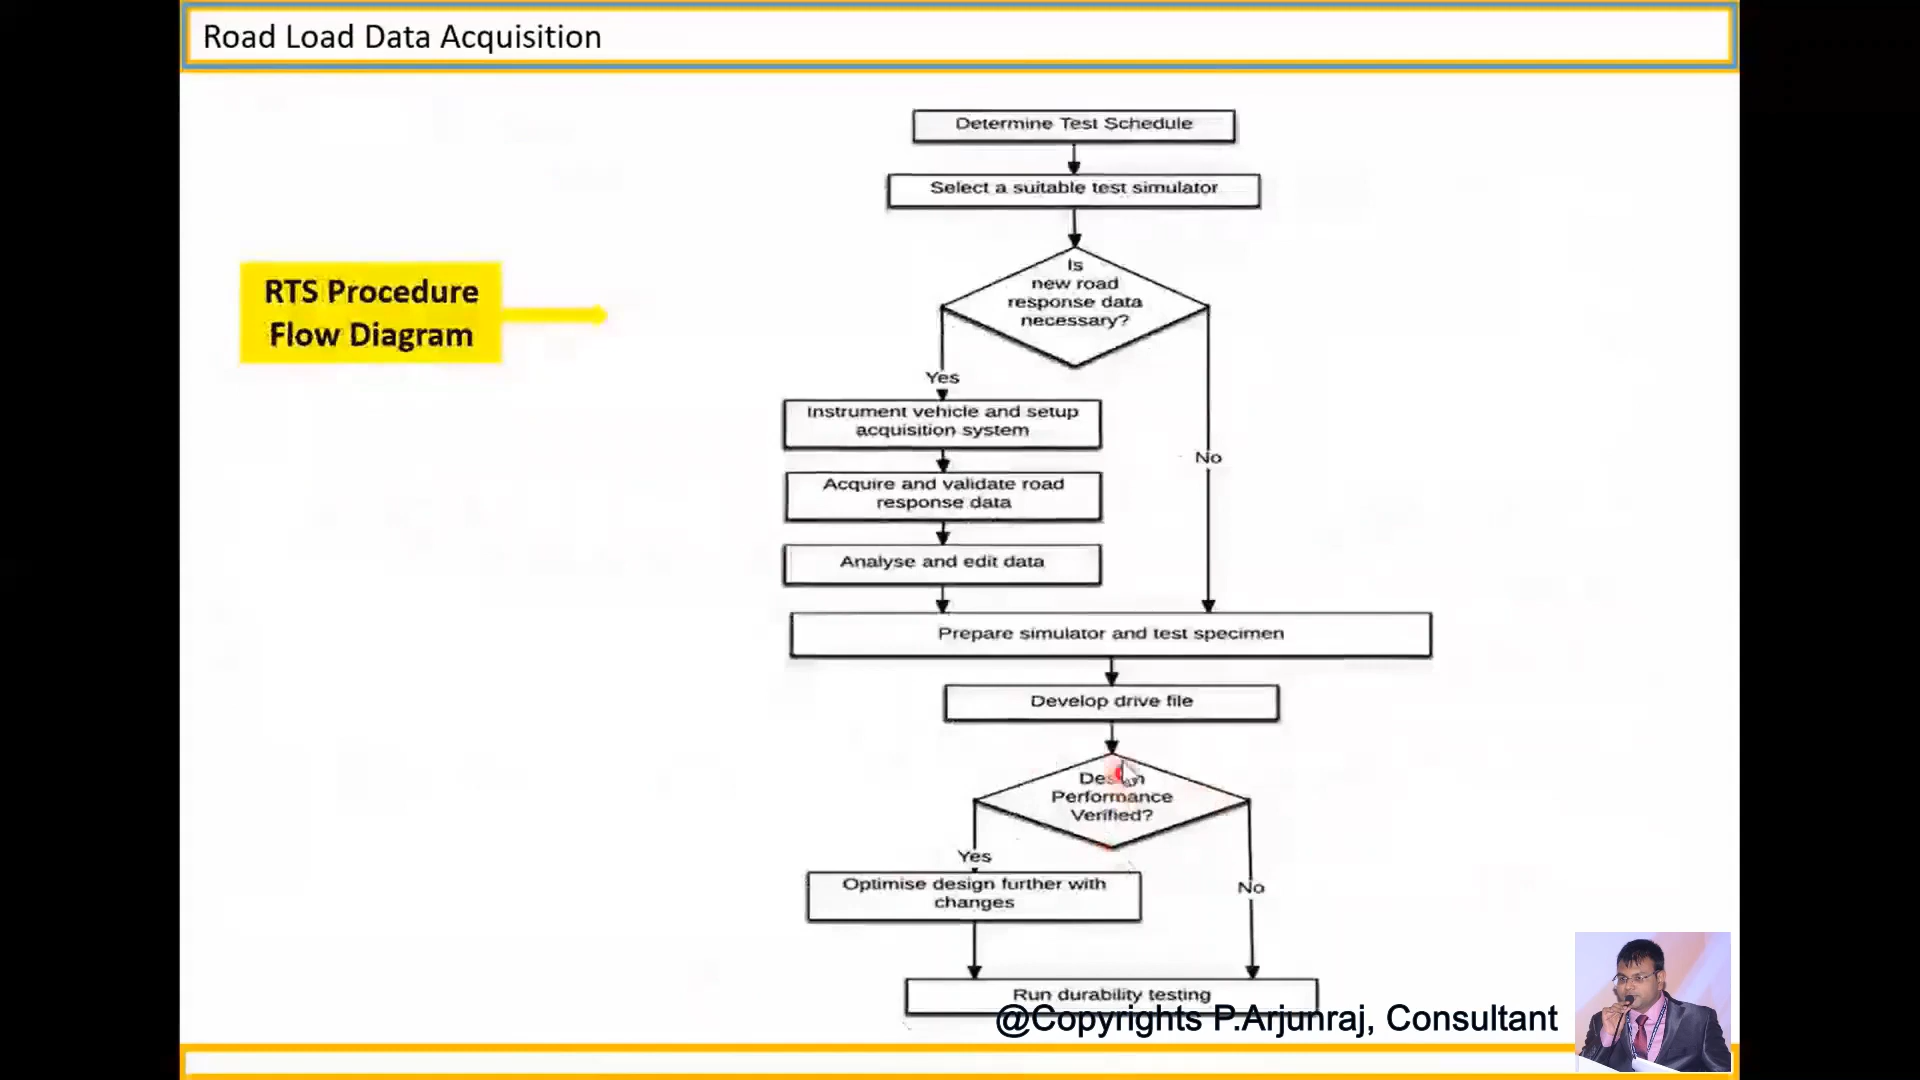 Road Load Data Acquisition
RTS Procedure
Flow Diagram
Determine Test Schedule
Select a suitable test simulator
Is
new road
response data
necessary?
Yes
No
Instrument vehicle and setup
acquisition system
Acquire and validate road
response data
Analyse and edit data
Prepare simulator and test specimen
Develop drive file
Design
Performance
Verified?
Yes
No
Optimise design further with
changes
Run durability testing
@Copyrights P.Arjunraj, Consultant